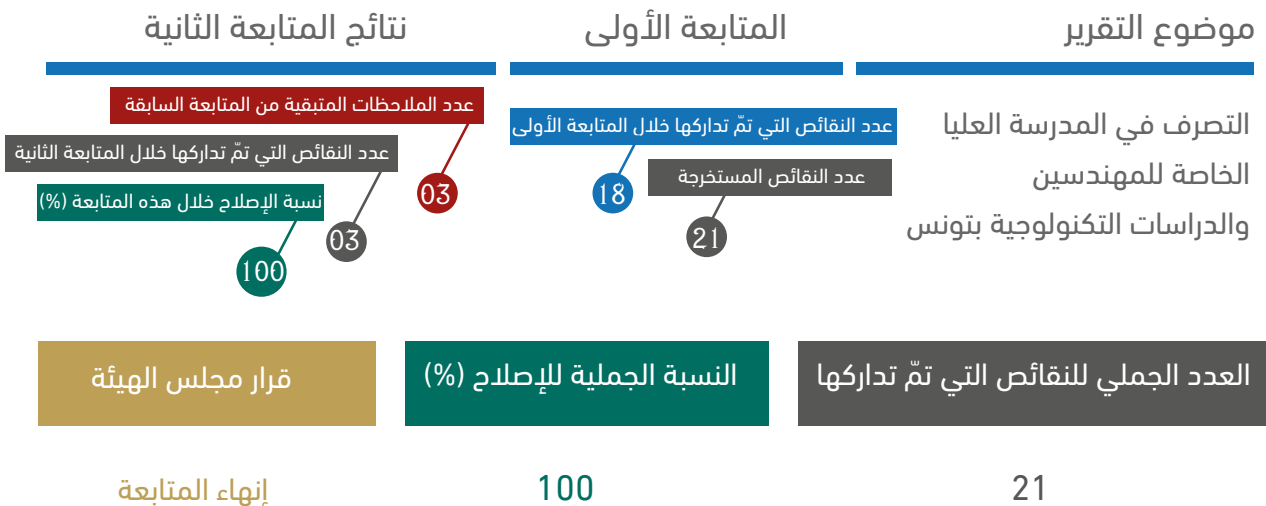 موضوع التقرير
المتابعة الأولى
نتائج المتابعة الثانية
التصرف في المدرسة العليا
الخاصة للمهندسين
والدراسات التكنولوجية بتونس
عدد النقائص التي تمّ تداركها خلال المتابعة الأولى
18
عدد النقائص المستخرجة
21
عدد الملاحظات المتبقية من المتابعة السابقة
03
عدد النقائص التي تمّ تداركها خلال المتابعة الثانية
03
نسبة الإصلاح خلال هذه المتابعة (%)
100
العدد الجملي للنقائص التي تمّ تداركها
النسبة الجملية للإصلاح (%)
قرار مجلس الهيئة
21
100
إنهاء المتابعة